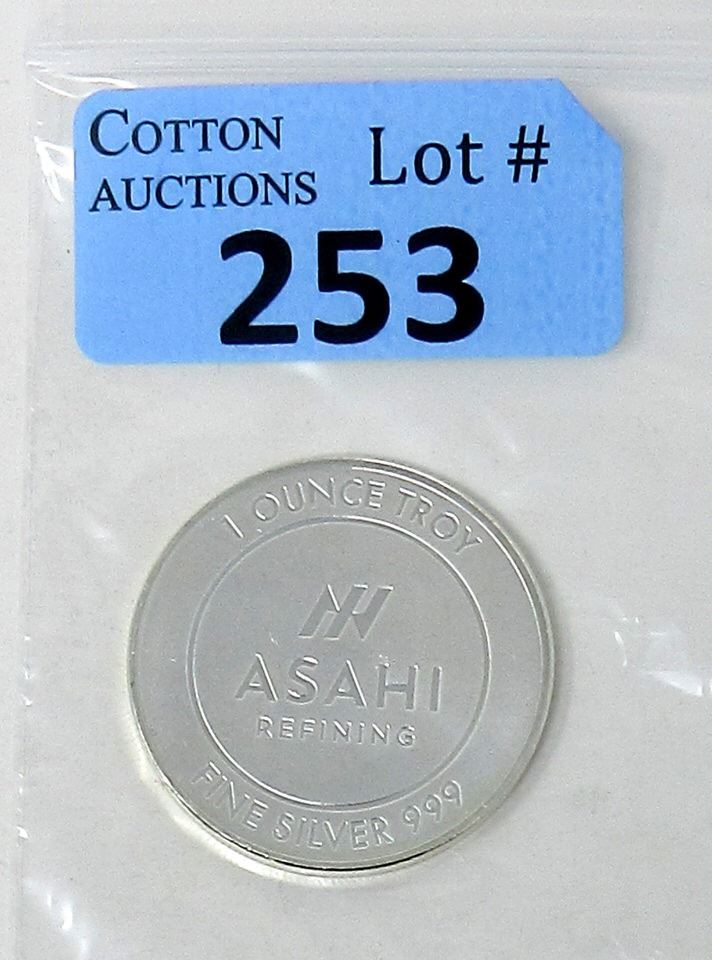 COTTON
AUCTIONS
Lot #
253
1 OUNCE TROY
ASAHI
REFINING
FINE SILVER 999